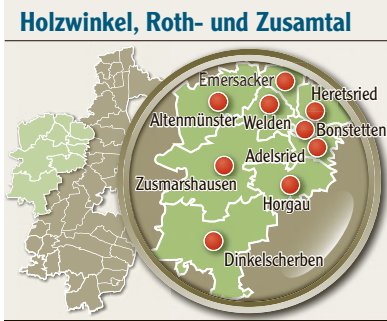 Holzwinkel, Roth- und Zusamtal
Emersacker
Heretsried
Altenmünster
Welden
Bonstetten
Adelsried
Zusmarshausen
Horgau
Dinkelscherben